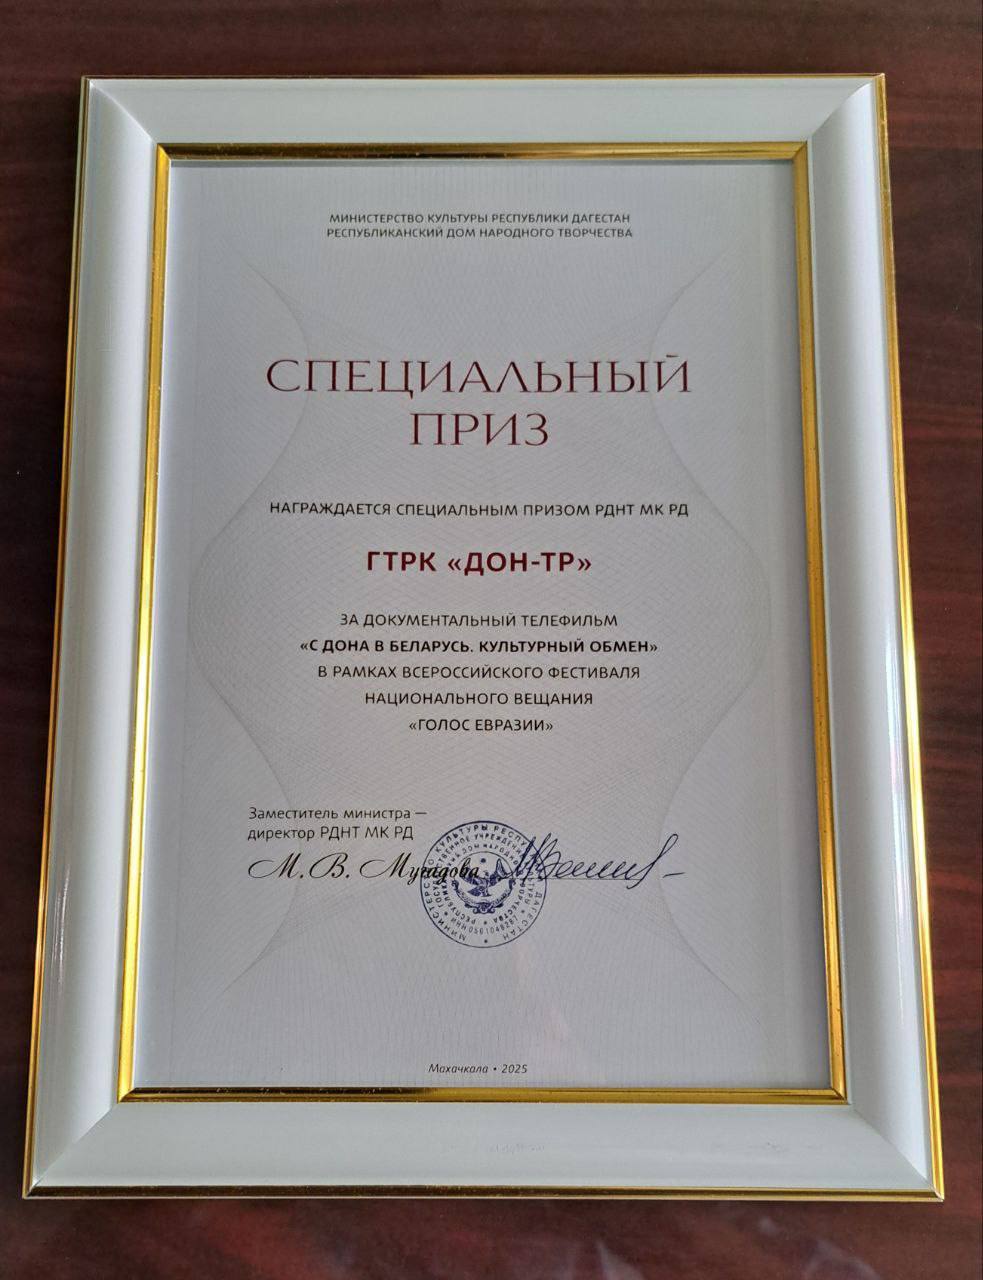 МИНИСТЕРСТВО КУЛЬТУРЫ РЕСПУБЛИКИ ДАГЕСТАН
РЕСПУБЛИКАНСКИЙ ДОМ НАРОДНОГО ТВОРЧЕСТВА
СПЕЦИАЛЬНЫЙ
ПРИЗ
НАГРАЖДАЕТСЯ СПЕЦИАЛЬНЫМ ПРИЗОМ РДНТ МК РД
ГТРК «ДОН-ТР»
ЗА ДОКУМЕНТАЛЬНЫЙ ТЕЛЕФИЛЬМ
«С ДОНА В БЕЛАРУСЬ. КУЛЬТУРНЫЙ ОБМЕН»
В РАМКАХ ВСЕРОССИЙСКОГО ФЕСТИВАЛЯ
НАЦИОНАЛЬНОГО ВЕЩАНИЯ
«ГОЛОС ЕВРАЗИИ»
Заместитель министра —
директор РДНТ МК РД
М. В. Мугадова
Махачкала • 2025